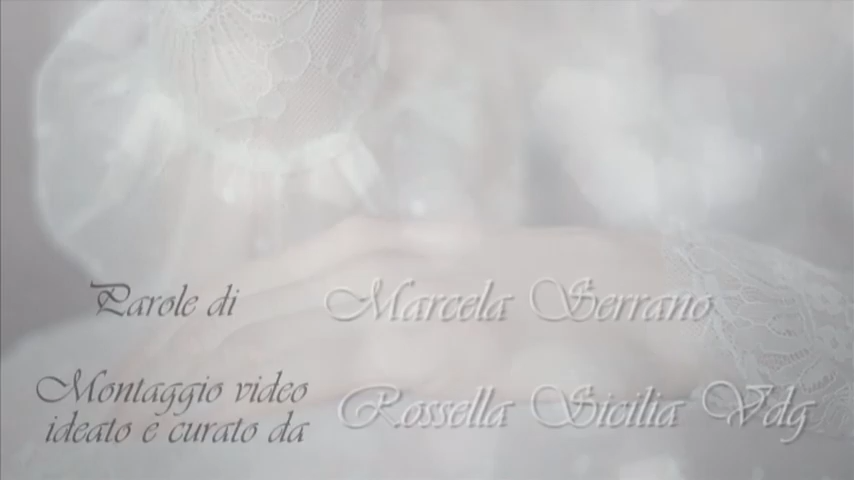 Parole di Marcela Serrano
Montaggio video
ideato e curato da Rossella Sicilia Vdg